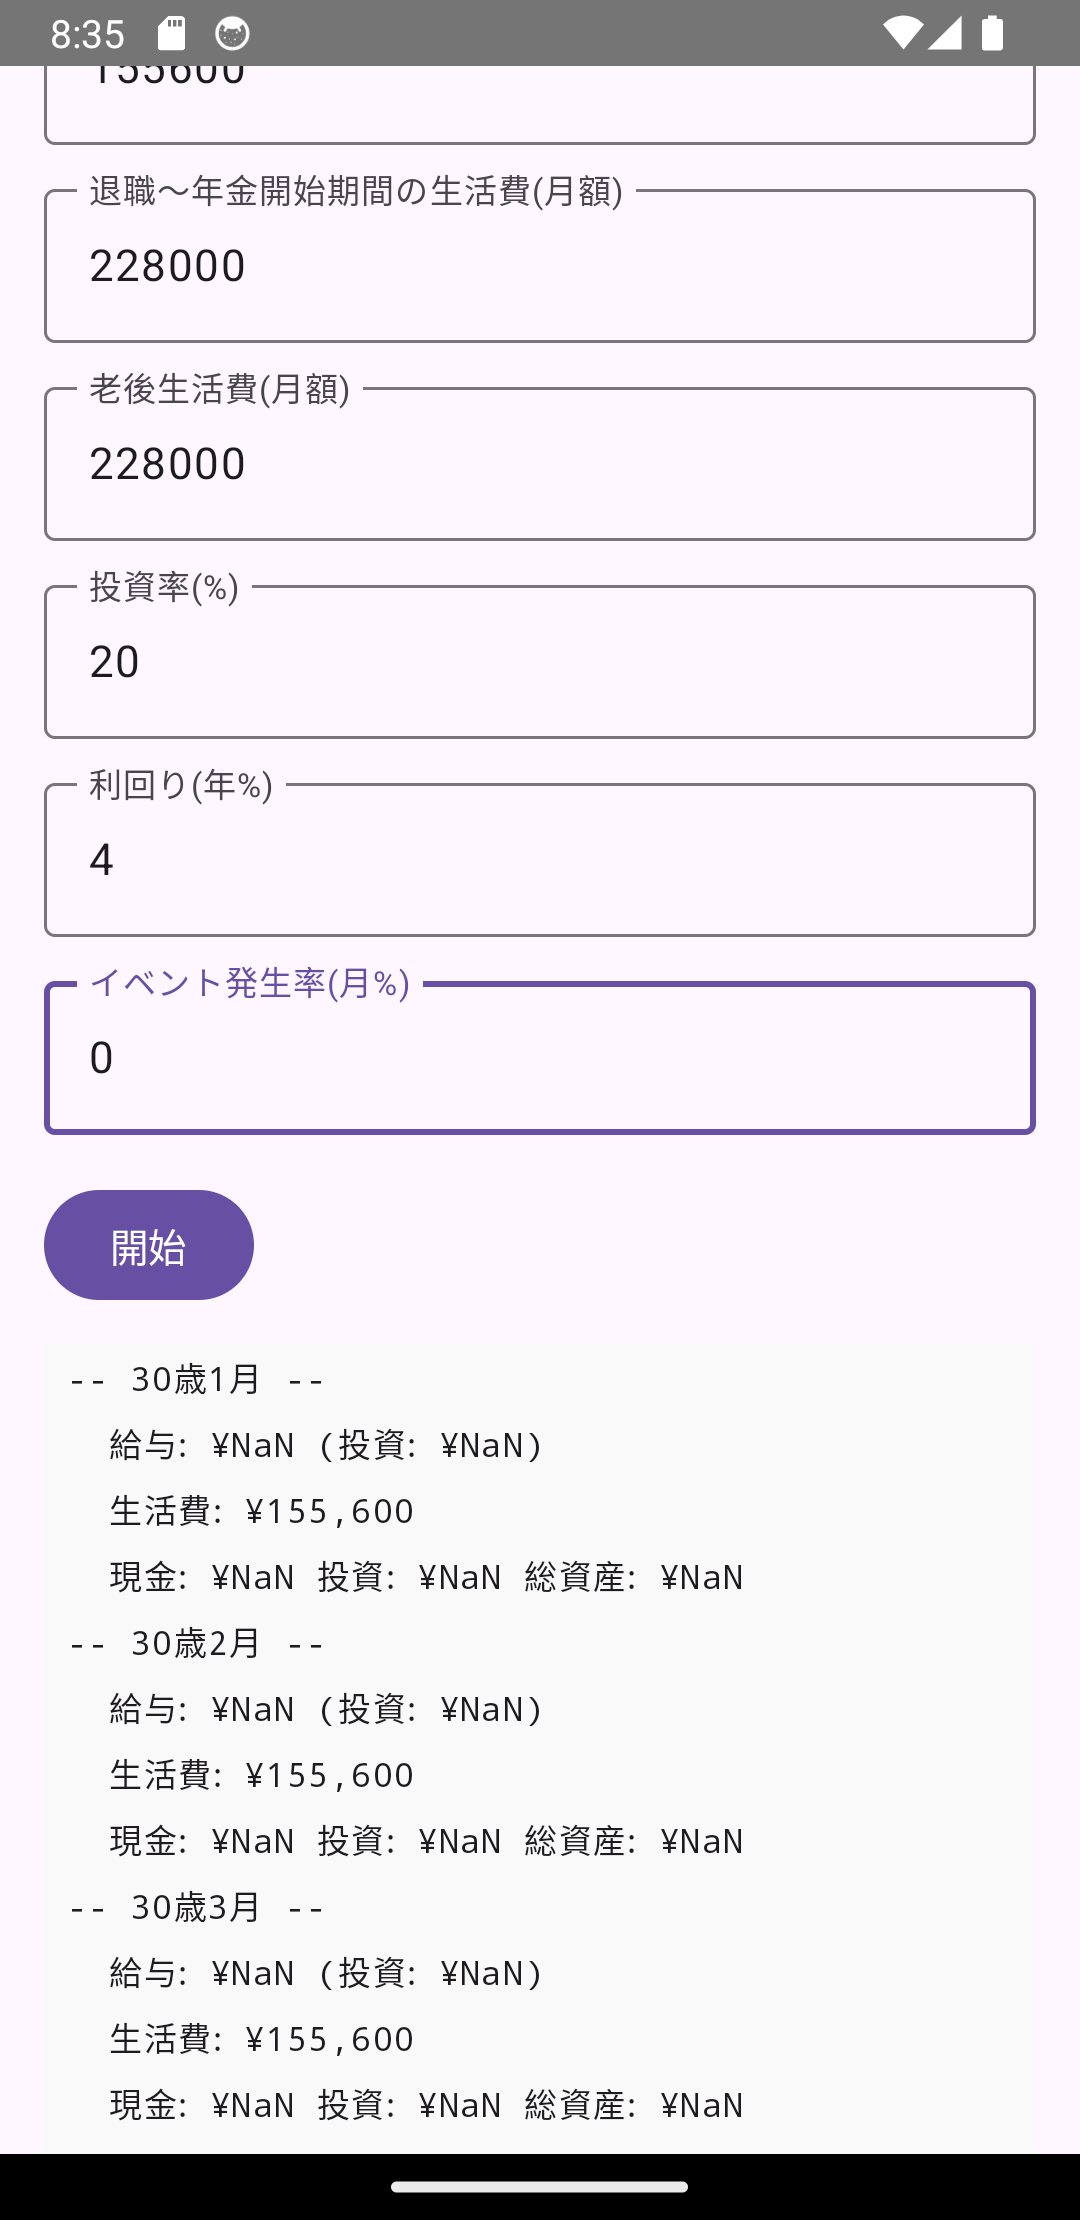 8:35
155600
退職～年金開始期間の生活費(月額)
228000
老後生活費(月額)
228000
投資率(%)
20
利回り(年%)
4
イベント発生率(月%)
0
開始
-- 30歳1月 --
給与: ¥NaN (投資: ¥NaN)
生活費: ¥155,600
現金: ¥NaN 投資: ¥NaN 総資産: ¥NaN
-- 30歳2月 --
給与: ¥NaN (投資: ¥NaN)
生活費: ¥155,600
現金: ¥NaN 投資: ¥NaN 総資産: ¥NaN
-- 30歳3月 --
給与: ¥NaN (投資: ¥NaN)
生活費: ¥155,600
現金: ¥NaN 投資: ¥NaN 総資産: ¥NaN